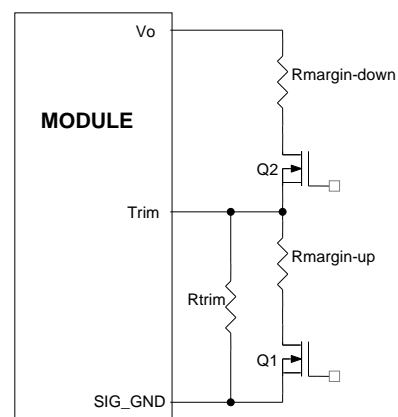 Vo
Rmargin-down
MODULE
Q2
Trim
Rmargin-up
Rtrim
Q1
SIG_GND